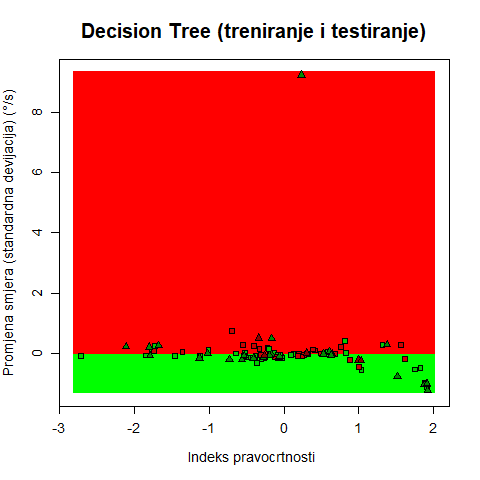 Decision Tree (treniranje i testiranje)
Promjena smjera (standardna devijacija) (°/s)
8
6
4
2
0
-3 -2 -1 0 1 2
Indeks pravocrtnosti